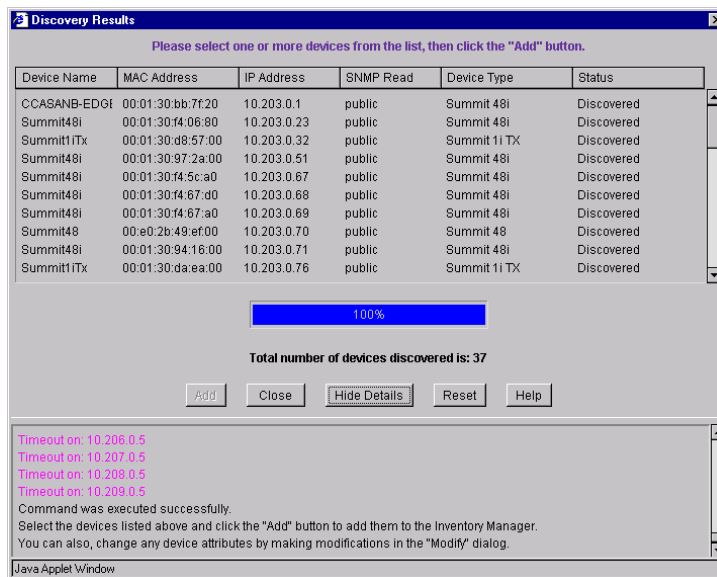 Discovery Results
Please select one or more devices from the list, then click the "Add" button.
Device Name MAC Address IP Address SNMP Read Device Type Status
CCASANB-EDGE 00:01:30:bb:7f:20 10.203.0.1 public Summit 48i Discovered
Summit48i 00:01:30:f4:06:80 10.203.0.23 public Summit 48i Discovered
Summit1iTx 00:01:30:d8:57:00 10.203.0.32 public Summit 1i TX Discovered
Summit48i 00:01:30:97:2a:00 10.203.0.51 public Summit 48i Discovered
Summit48i 00:01:30:f4:5c:a0 10.203.0.67 public Summit 48i Discovered
Summit48i 00:01:30:f4:67:d0 10.203.0.68 public Summit 48i Discovered
Summit48i 00:01:30:f4:67:a0 10.203.0.69 public Summit 48i Discovered
Summit48 00:e0:2b:49:ef:00 10.203.0.70 public Summit 48 Discovered
Summit48i 00:01:30:94:16:00 10.203.0.71 public Summit 48i Discovered
Summit1iTx 00:01:30:da:ea:00 10.203.0.76 public Summit 1i TX Discovered
100%
Total number of devices discovered is: 37
Add Close Hide Details Reset Help
Timeout on: 10.206.0.5
Timeout on: 10.207.0.5
Timeout on: 10.208.0.5
Timeout on: 10.209.0.5
Command was executed successfully.
Select the devices listed above and click the "Add" button to add them to the Inventory Manager.
You can also, change any device attributes by making modifications in the "Modify" dialog.
Java Applet Window